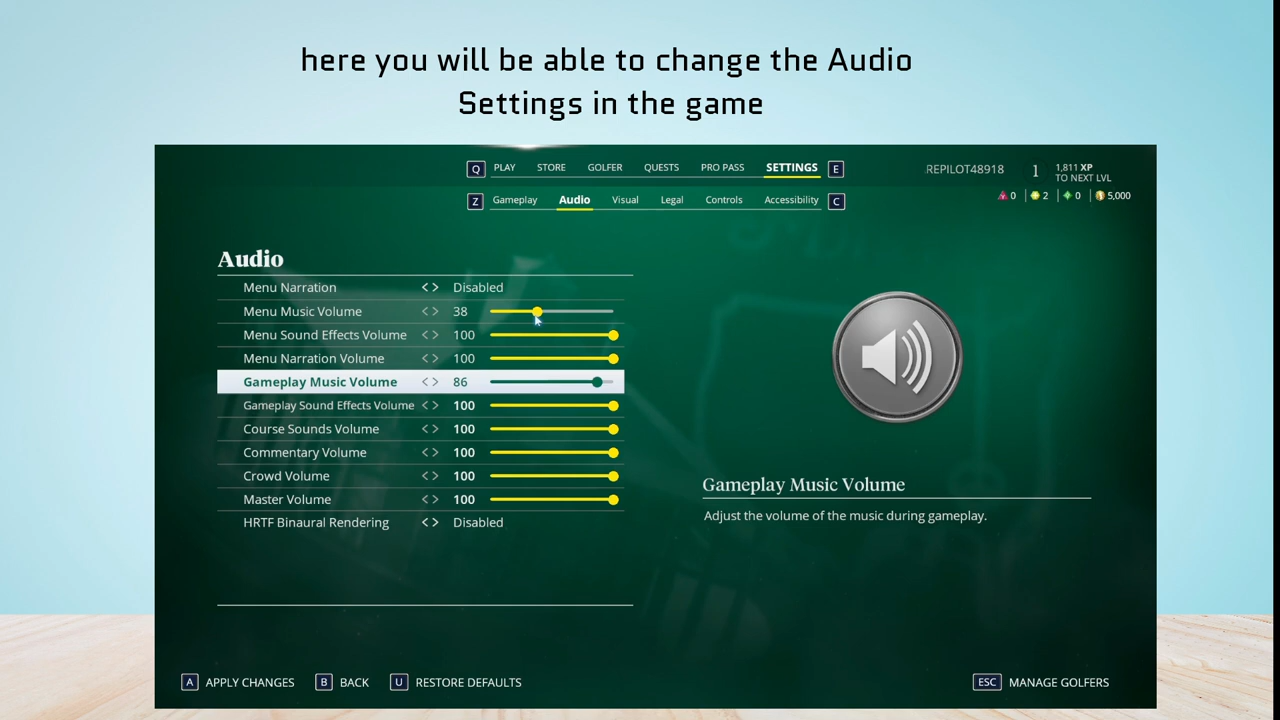 here you will be able to change the Audio
Settings in the game
Q PLAY STORE GOLFER QUESTS PRO PASS SETTINGS E
REPILOT48918 1 1,811 XP
TO NEXT LVL
Z Gameplay Audio Visual Legal Controls Accessibility C
0 2 0 5,000
Audio
Menu Narration <> Disabled
Menu Music Volume <> 38
Menu Sound Effects Volume <> 100
Menu Narration Volume <> 100
Gameplay Music Volume <> 86
Gameplay Sound Effects Volume <> 100
Course Sounds Volume <> 100
Commentary Volume <> 100
Crowd Volume <> 100
Master Volume <> 100
HRTF Binaural Rendering <> Disabled
Gameplay Music Volume
Adjust the volume of the music during gameplay.
A APPLY CHANGES B BACK U RESTORE DEFAULTS ESC MANAGE GOLFERS